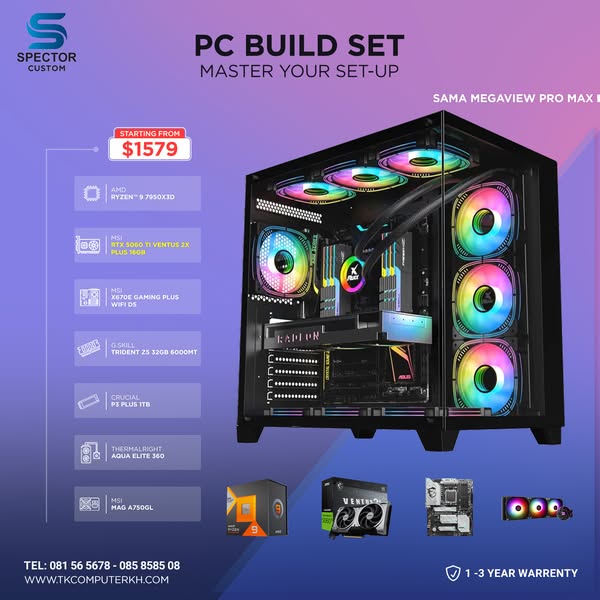 SPECTOR
CUSTOM
PC BUILD SET
MASTER YOUR SET-UP
SAMA MEGAVIEW PRO MAX
STARTING FROM
$1579
AMD
RYZEN™ 9 7950X3D
MSI
RTX 5060 TI VENTUS 2X
PLUS 16GB
MSI
X670E GAMING PLUS
WIFI D5
G.SKILL
TRIDENT Z5 32GB 6000MT
CRUCIAL
P3 PLUS 1TB
THERMALRIGHT
AQUA ELITE 360
MSI
MAG A750GL
RADEON
ASUS
VENTUS
TEL: 081 56 5678 - 085 8585 08
WWW.TKCOMPUTERKH.COM
1 -3 YEAR WARRENTY